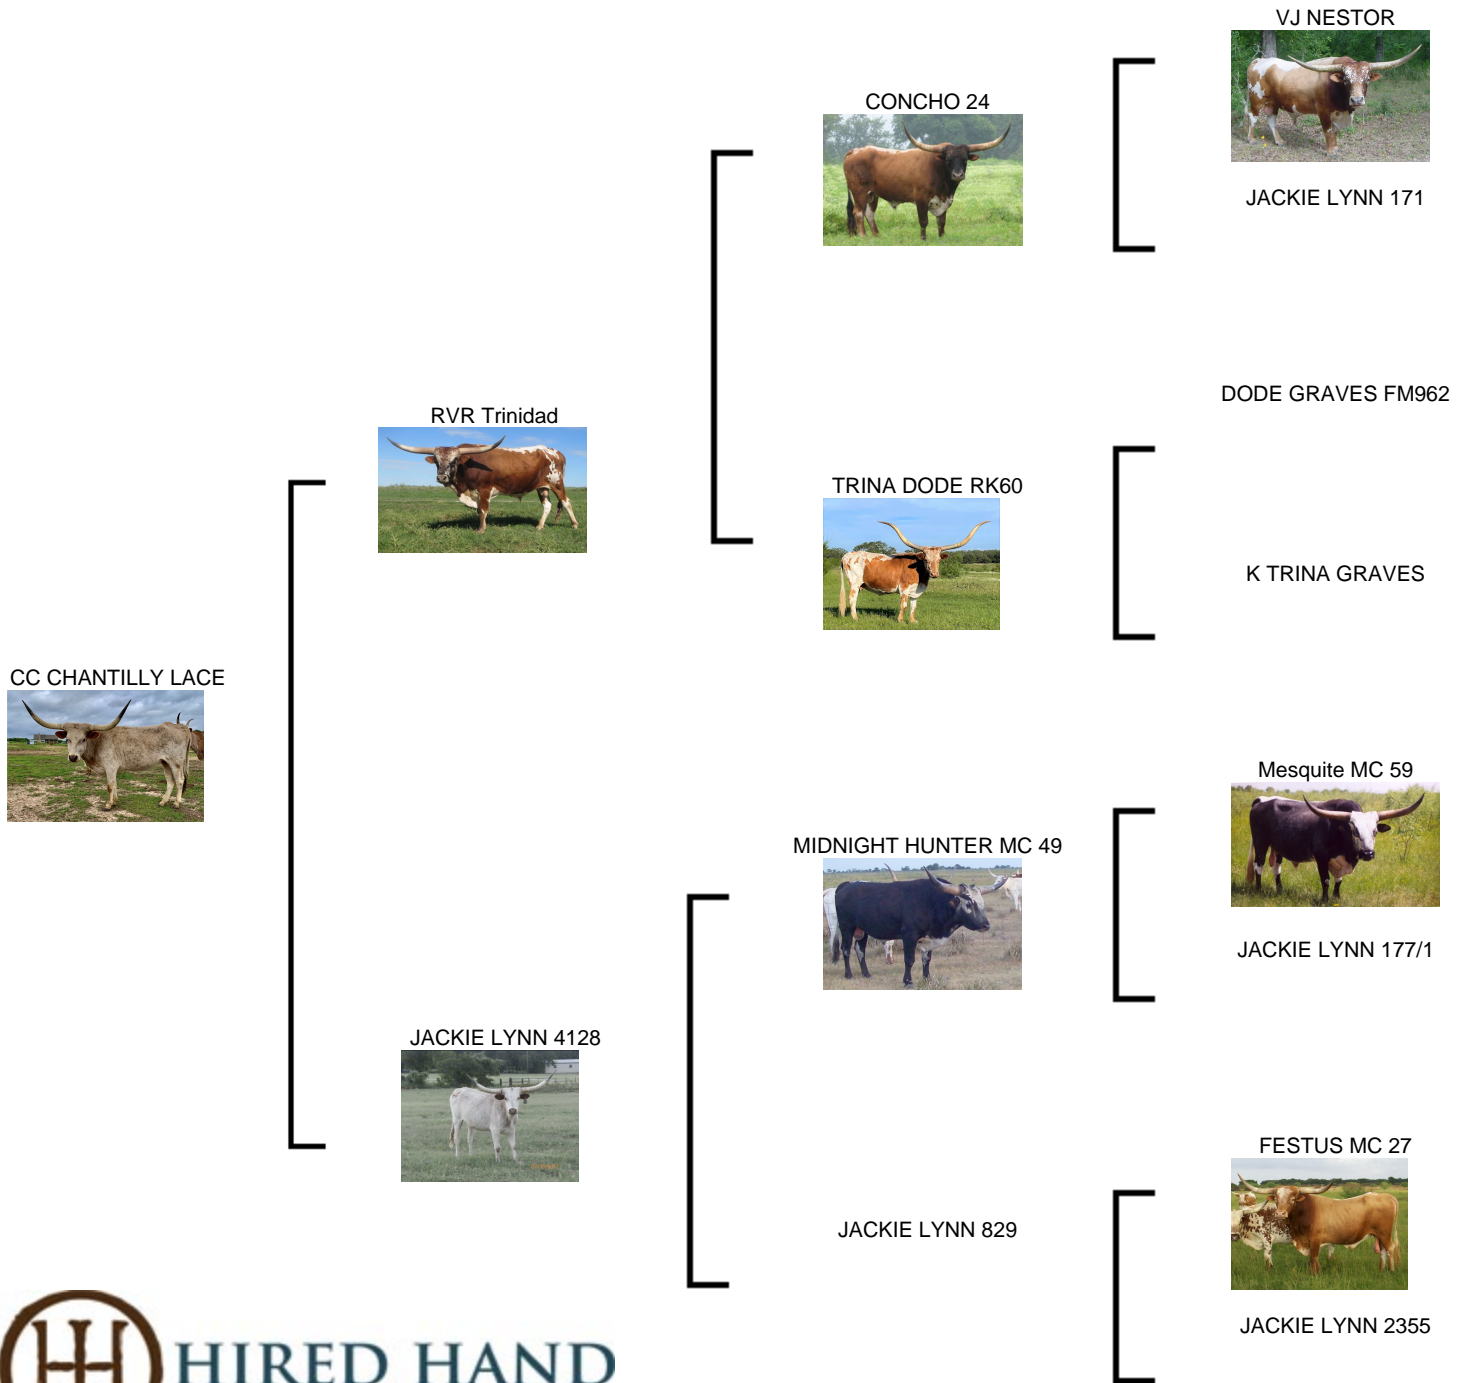 VJ NESTOR
CONCHO 24
JACKIE LYNN 171
DODE GRAVES FM962
RVR Trinidad
TRINA DODE RK60
K TRINA GRAVES
CC CHANTILLY LACE
Mesquite MC 59
MIDNIGHT HUNTER MC 49
JACKIE LYNN 177/1
JACKIE LYNN 4128
FESTUS MC 27
JACKIE LYNN 829
JACKIE LYNN 2355
HIRED HAND